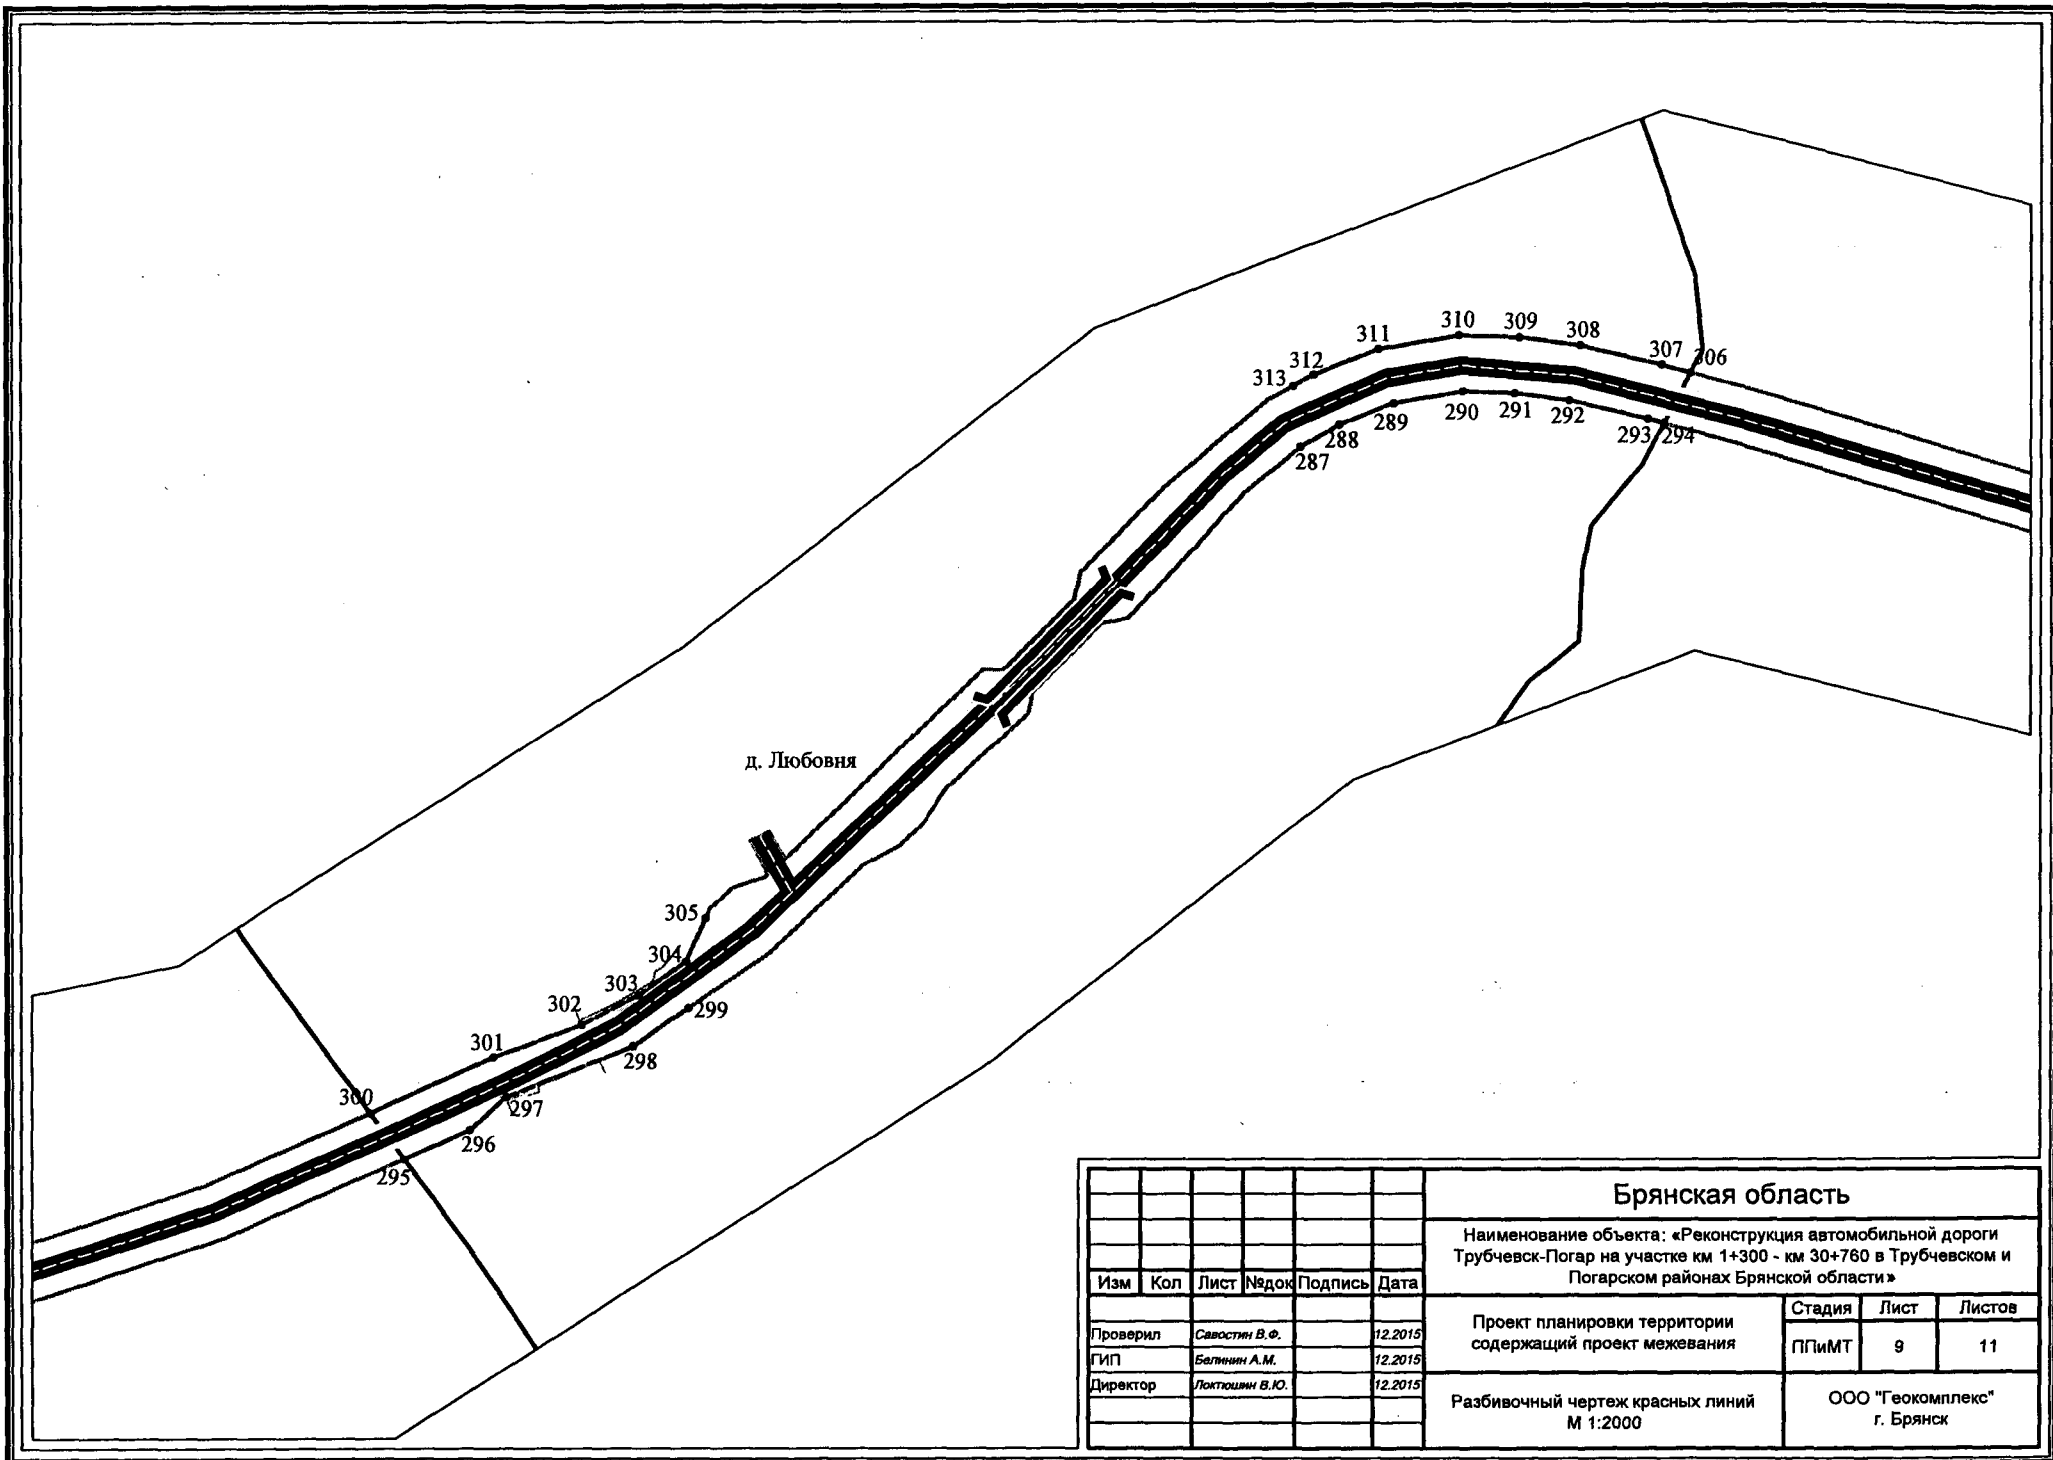 310
309
308
311
307
306
312
313
290
291
292
289
293
294
288
287
д. Любовня
305
304
303
302
299
301
298
300
297
296
295
Брянская область
Наименование объекта: «Реконструкция автомобильной дороги
Трубчевск-Погар на участке км 1+300 - км 30+760 в Трубчевском и
Погарском районах Брянской области»
Изм Кол Лист №док Подпись Дата
Проект планировки территории
содержащий проект межевания
Стадия Лист Листов
ППиМТ 9 11
Проверил Савостин В.Ф. 12.2015
ГИП Белинин А.М. 12.2015
Директор Локтюшин В.Ю. 12.2015
Разбивочный чертеж красных линий
М 1:2000
ООО "Геокомплекс"
г. Брянск